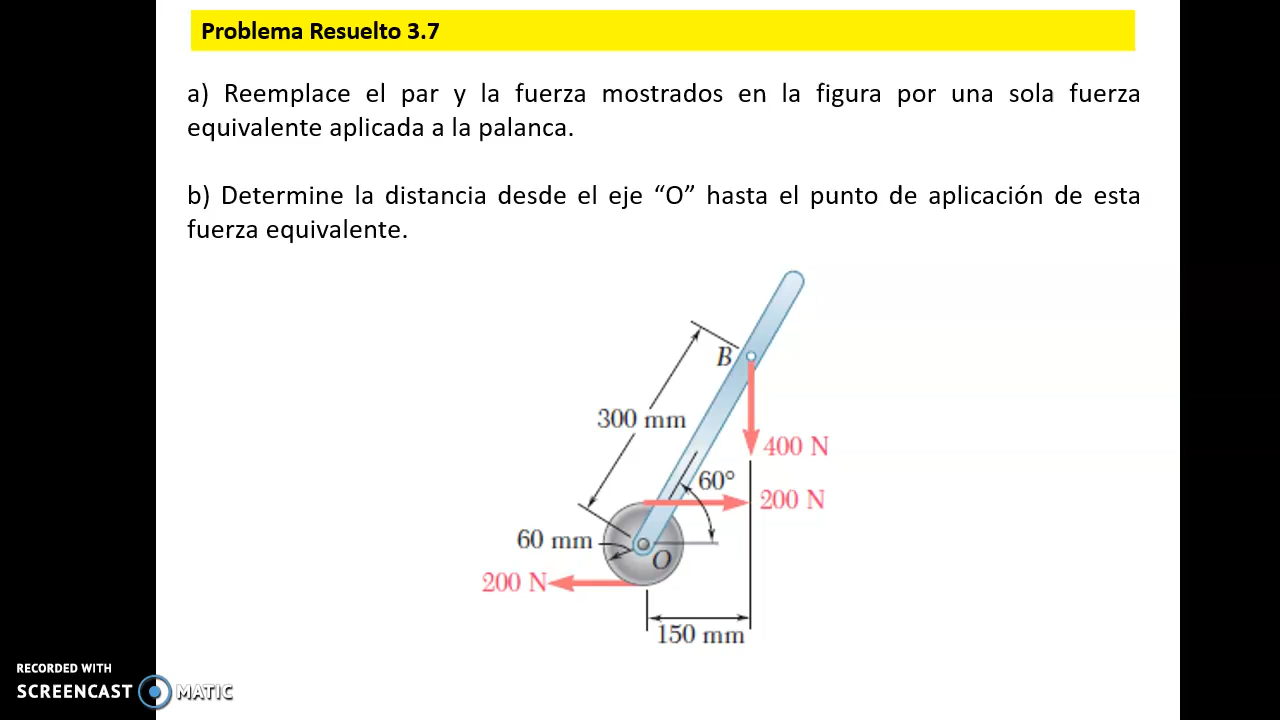 Problema Resuelto 3.7
a) Reemplace el par y la fuerza mostrados en la figura por una sola fuerza
equivalente aplicada a la palanca.
b) Determine la distancia desde el eje “O” hasta el punto de aplicación de esta
fuerza equivalente.
B
300 mm
400 N
60°
200 N
60 mm
O
200 N
150 mm
RECORDED WITH
SCREENCAST MATIC